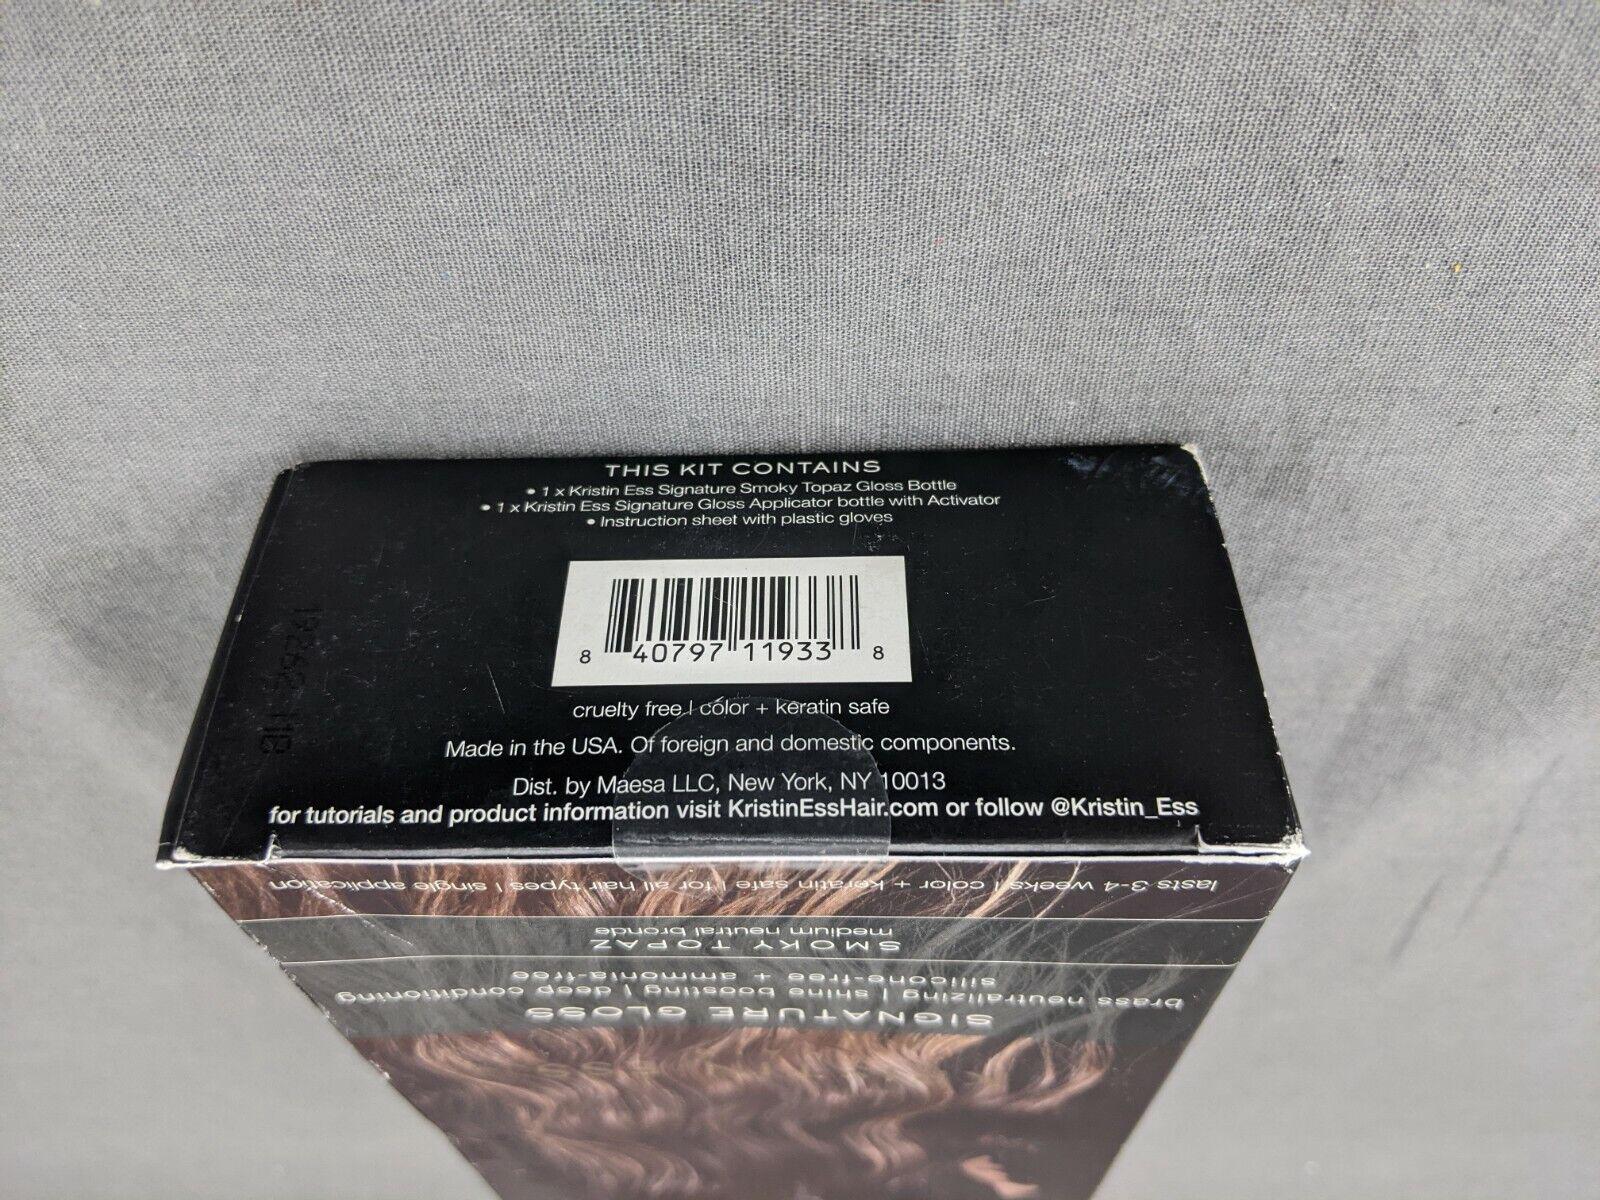 THIS KIT CONTAINS
• 1 x Kristin Ess Signature Smoky Topaz Gloss Bottle
• 1 x Kristin Ess Signature Gloss Applicator bottle with Activator
• Instruction sheet with plastic gloves
8 40797 11933 8
cruelty free | color + keratin safe
Made in the USA. Of foreign and domestic components.
Dist. by Maesa LLC, New York, NY 10013
for tutorials and product information visit KristinEssHair.com or follow @Kristin_Ess
SIGNATURE GLOSS
brass neutralizing | shine boosting | deep conditioning
silicone-free + ammonia-free
SMOKY TOPAZ
medium neutral bronde
lasts 3-4 weeks | color + keratin safe | for all hair types | single application